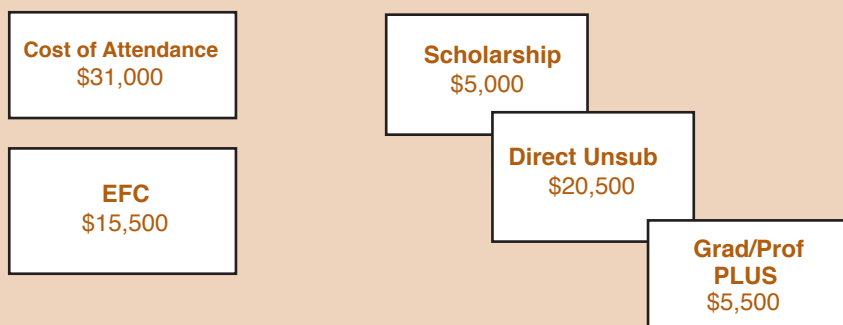 Cost of Attendance
$31,000
EFC
$15,500
Scholarship
$5,000
Direct Unsub
$20,500
Grad/Prof
PLUS
$5,500